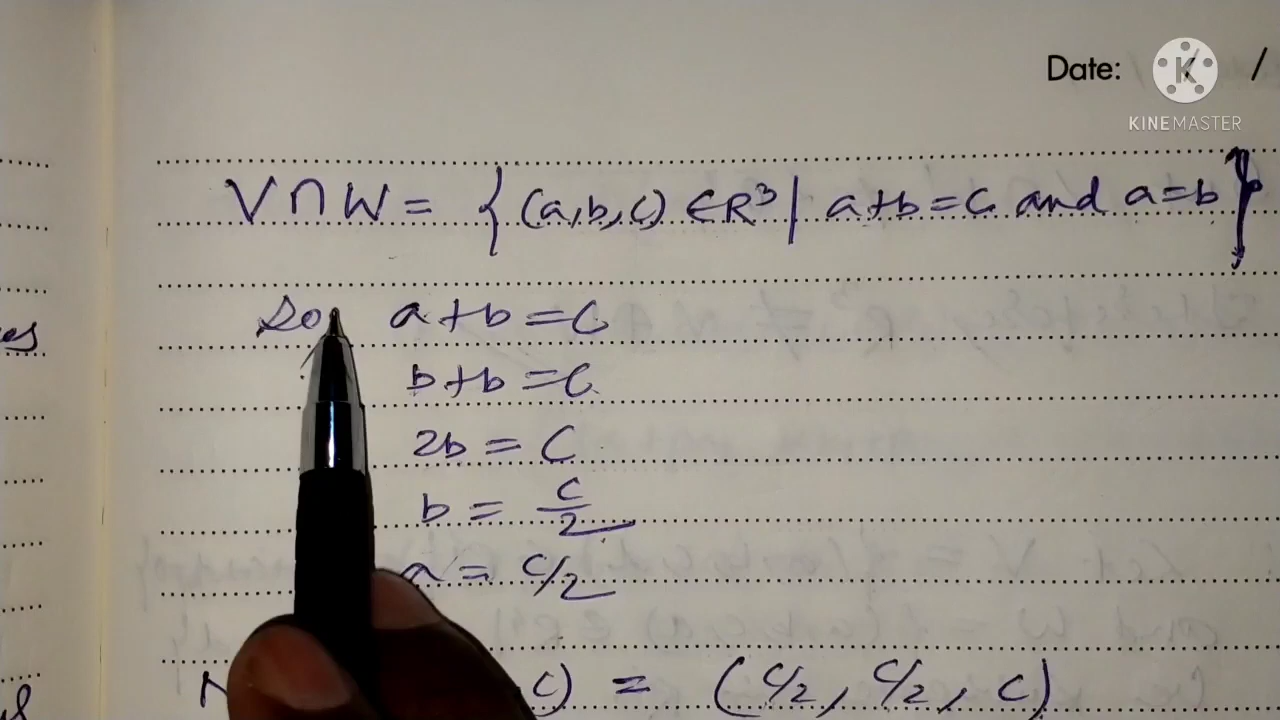 Date: / /
KINEMASTER
V∩W = { (a,b,c) ∈ R³ | a+b=c and a=b }
So, a+b=c
b+b=c
2b=c
b = c/2
a = c/2
c) = (c/2, c/2, c)